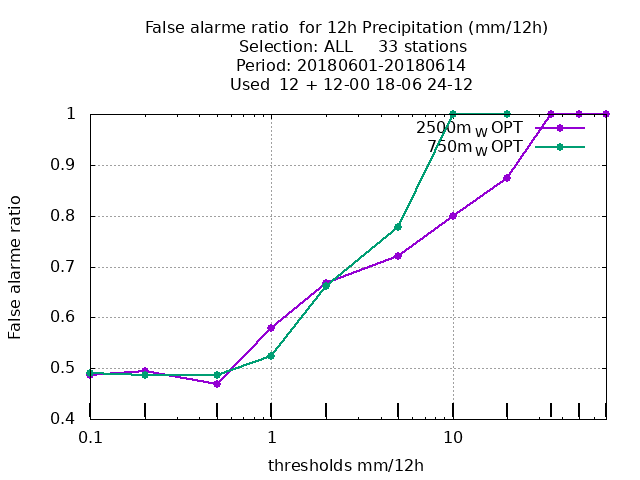 False alarme ratio  for 12h Precipitation (mm/12h)
Selection: ALL     33 stations
Period: 20180601-20180614
Used  12 + 12-00 18-06 24-12
1
2500m W OPT
750m W OPT
0.9
0.8
0.7
0.6
0.5
0.4
False alarme ratio
0.1
1
10
thresholds mm/12h